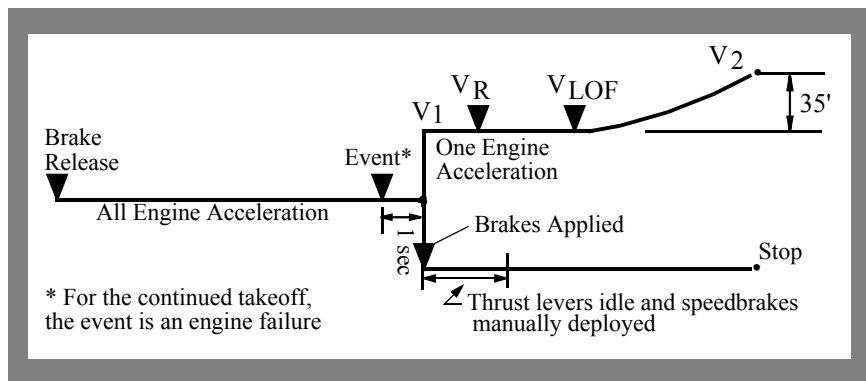 V2
VR
VLOF
35'
V1
Brake
Release
Event*
One Engine
Acceleration
All Engine Acceleration
1 sec
Brakes Applied
Stop
* For the continued takeoff,
the event is an engine failure
Thrust levers idle and speedbrakes
manually deployed